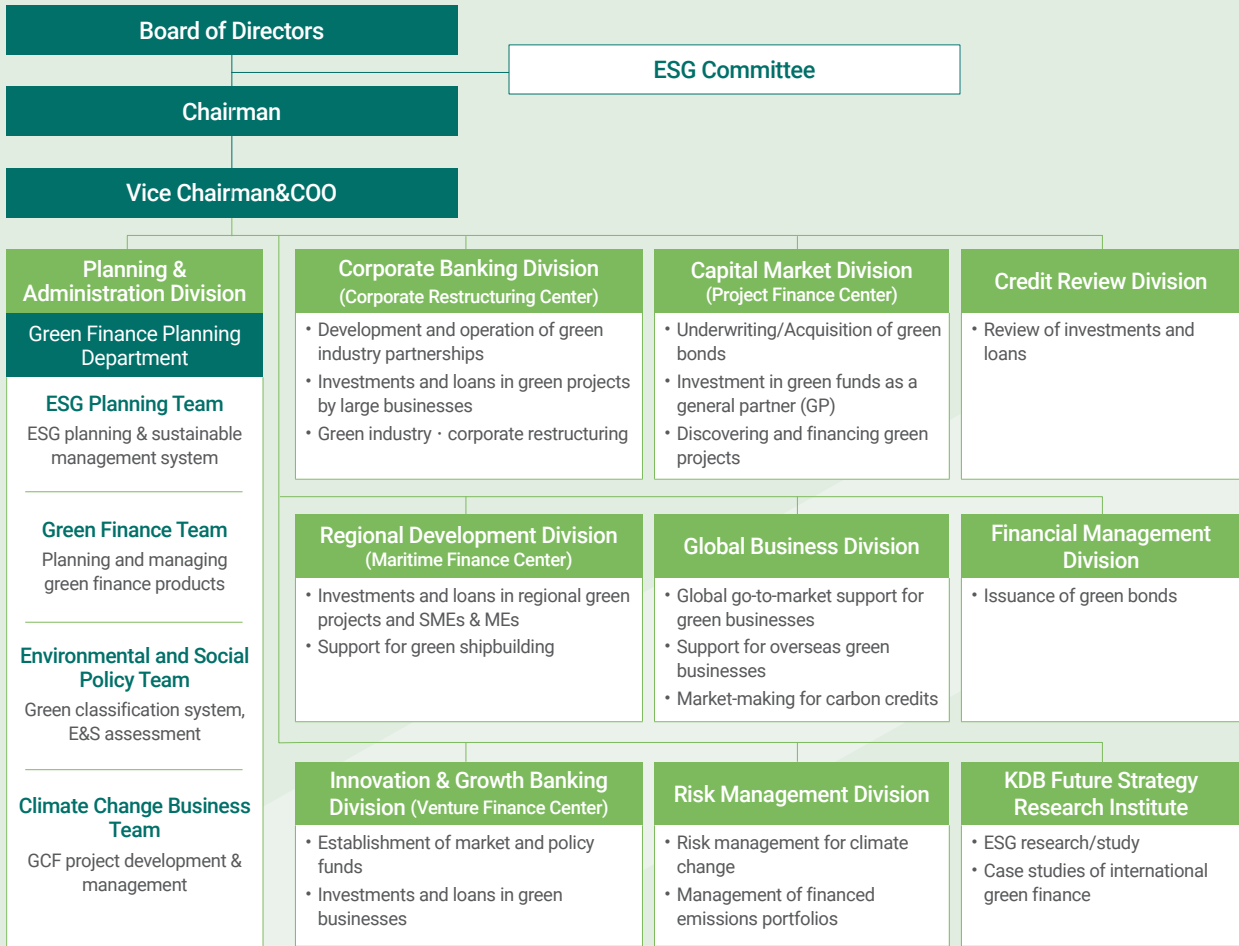 Board of Directors
ESG Committee
Chairman
Vice Chairman&COO
Planning &
Administration Division
Green Finance Planning
Department
ESG Planning Team
ESG planning & sustainable
management system
Green Finance Team
Planning and managing
green finance products
Environmental and Social
Policy Team
Green classification system,
E&S assessment
Climate Change Business
Team
GCF project development &
management
Corporate Banking Division
(Corporate Restructuring Center)
• Development and operation of green
industry partnerships
• Investments and loans in green projects
by large businesses
• Green industry · corporate restructuring
Capital Market Division
(Project Finance Center)
• Underwriting/Acquisition of green
bonds
• Investment in green funds as a
general partner (GP)
• Discovering and financing green
projects
Credit Review Division
• Review of investments and
loans
Regional Development Division
(Maritime Finance Center)
• Investments and loans in regional green
projects and SMEs & MEs
• Support for green shipbuilding
Global Business Division
• Global go-to-market support for
green businesses
• Support for overseas green
businesses
• Market-making for carbon credits
Financial Management
Division
• Issuance of green bonds
Innovation & Growth Banking
Division (Venture Finance Center)
• Establishment of market and policy
funds
• Investments and loans in green
businesses
Risk Management Division
• Risk management for climate
change
• Management of financed
emissions portfolios
KDB Future Strategy
Research Institute
• ESG research/study
• Case studies of international
green finance